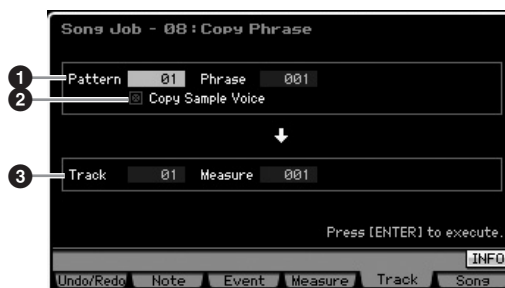 Song Job - 08:Copy Phrase
1 Pattern 01 Phrase 001
2 Copy Sample Voice
3 Track 01 Measure 001
Press [ENTER] to execute.
INFO
Undo/Redo Note Event Measure Track Song